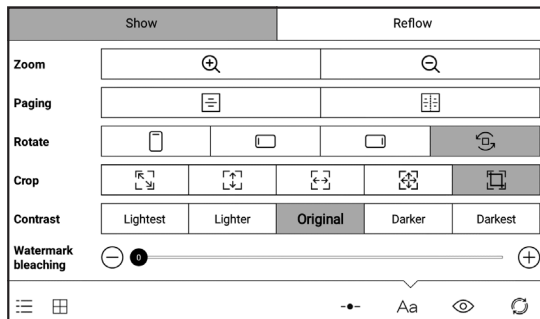 Show Reflow
Zoom
Paging
Rotate
Crop
Contrast Lightest Lighter Original Darker Darkest
Watermark
bleaching 0
Aa